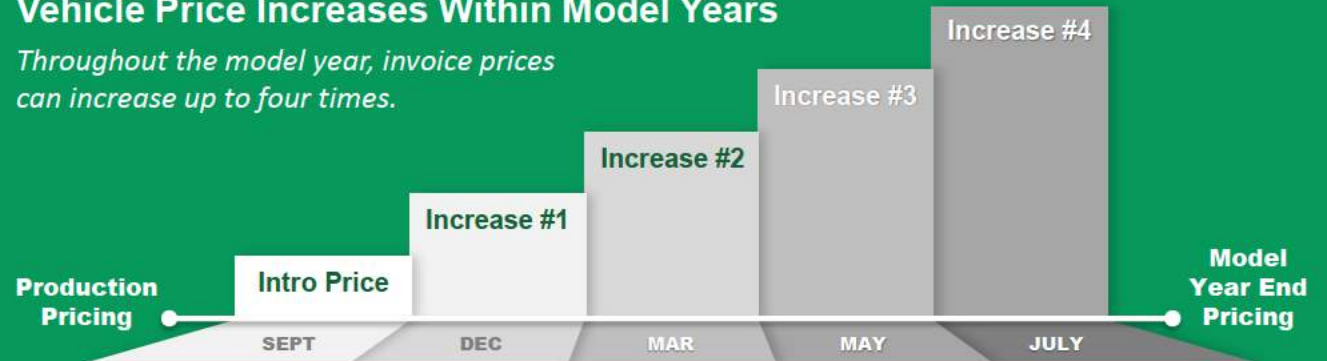 Vehicle Price Increases Within Model Years
Throughout the model year, invoice prices
can increase up to four times.
Increase #4
Increase #3
Increase #2
Increase #1
Intro Price
Production
Pricing
Model
Year End
Pricing
SEPT
DEC
MAR
MAY
JULY